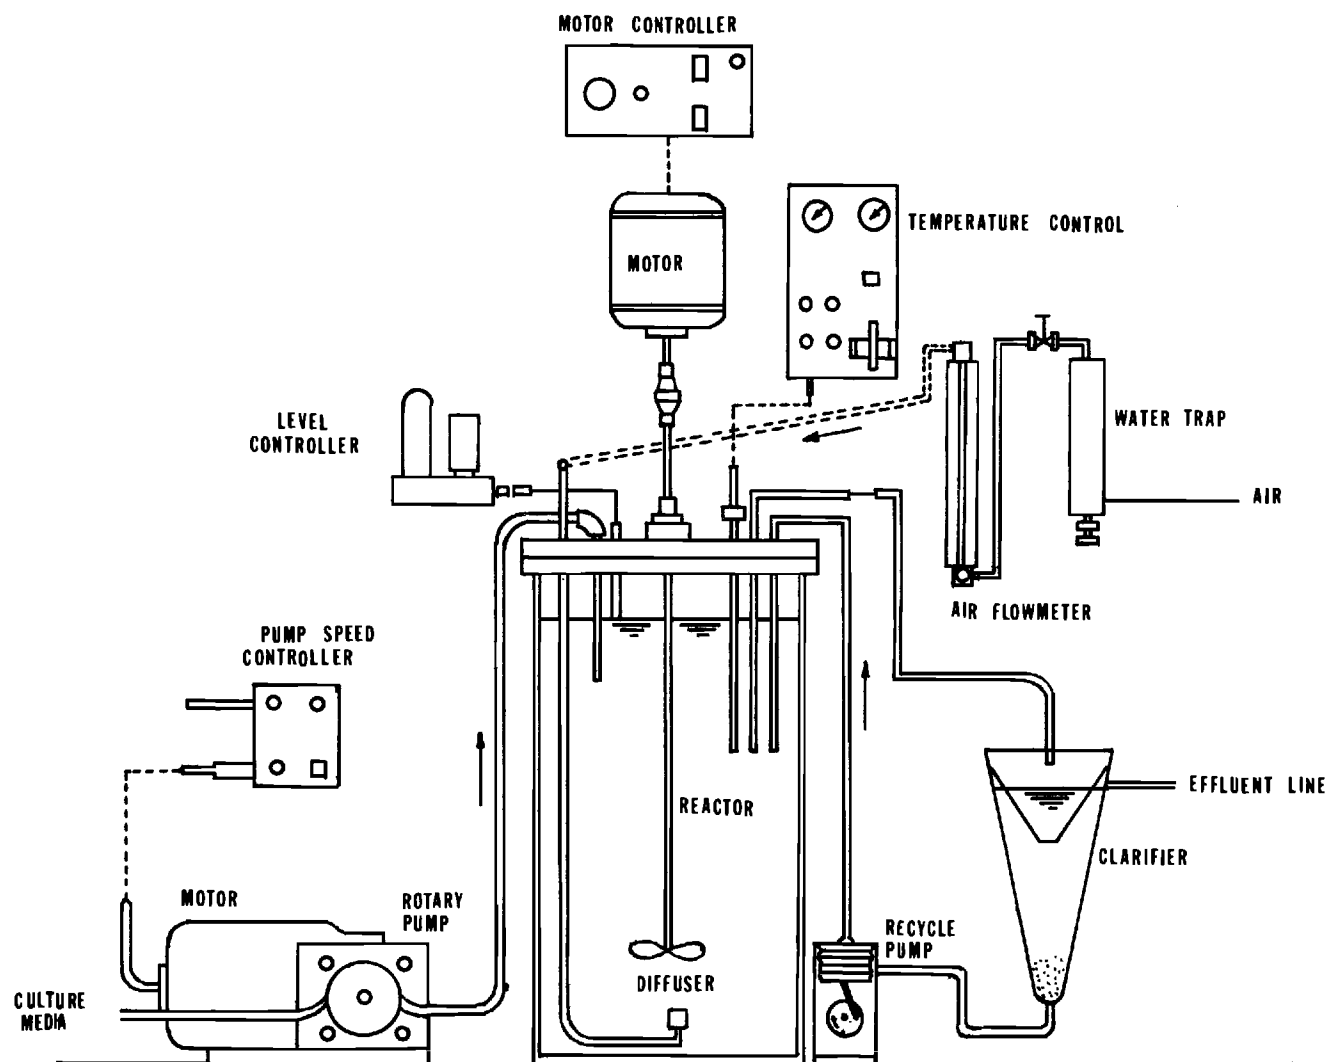 MOTOR CONTROLLER
MOTOR
TEMPERATURE CONTROL
LEVEL
CONTROLLER
WATER TRAP
AIR
AIR FLOWMETER
PUMP SPEED
CONTROLLER
REACTOR
EFFLUENT LINE
CLARIFIER
MOTOR
ROTARY
PUMP
RECYCLE
PUMP
DIFFUSER
CULTURE
MEDIA